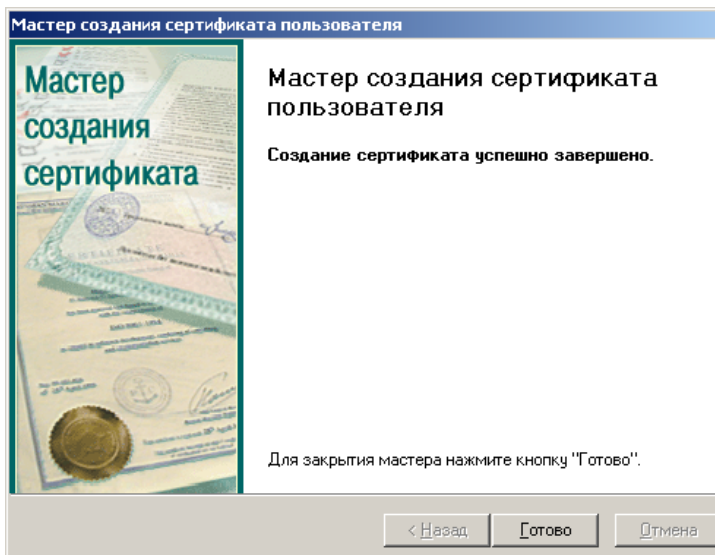 Мастер создания сертификата пользователя
Мастер
создания
сертификата
Мастер создания сертификата
пользователя
Создание сертификата успешно завершено.
Для закрытия мастера нажмите кнопку "Готово".
< Назад
Готово
Отмена